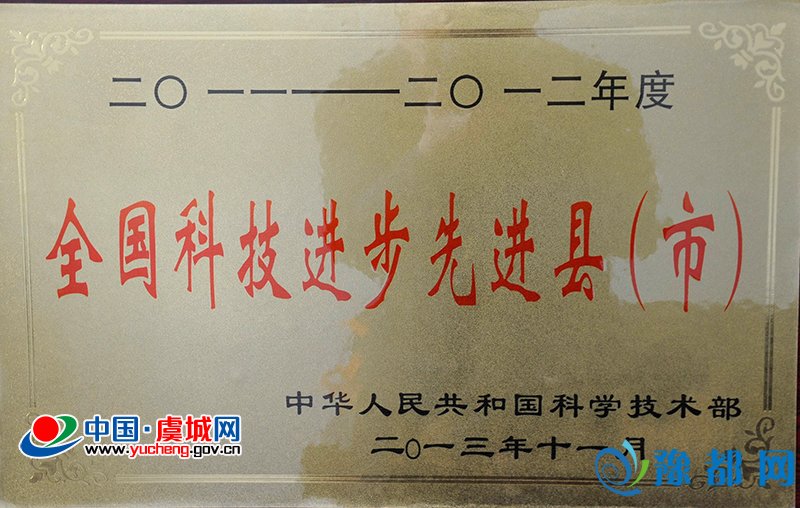 二〇一一——二〇一二年度
全国科技进步先进县(市)
中华人民共和国科学技术部
二〇一三年十一月
中国·虞城网
www.yucheng.gov.cn
豫都网